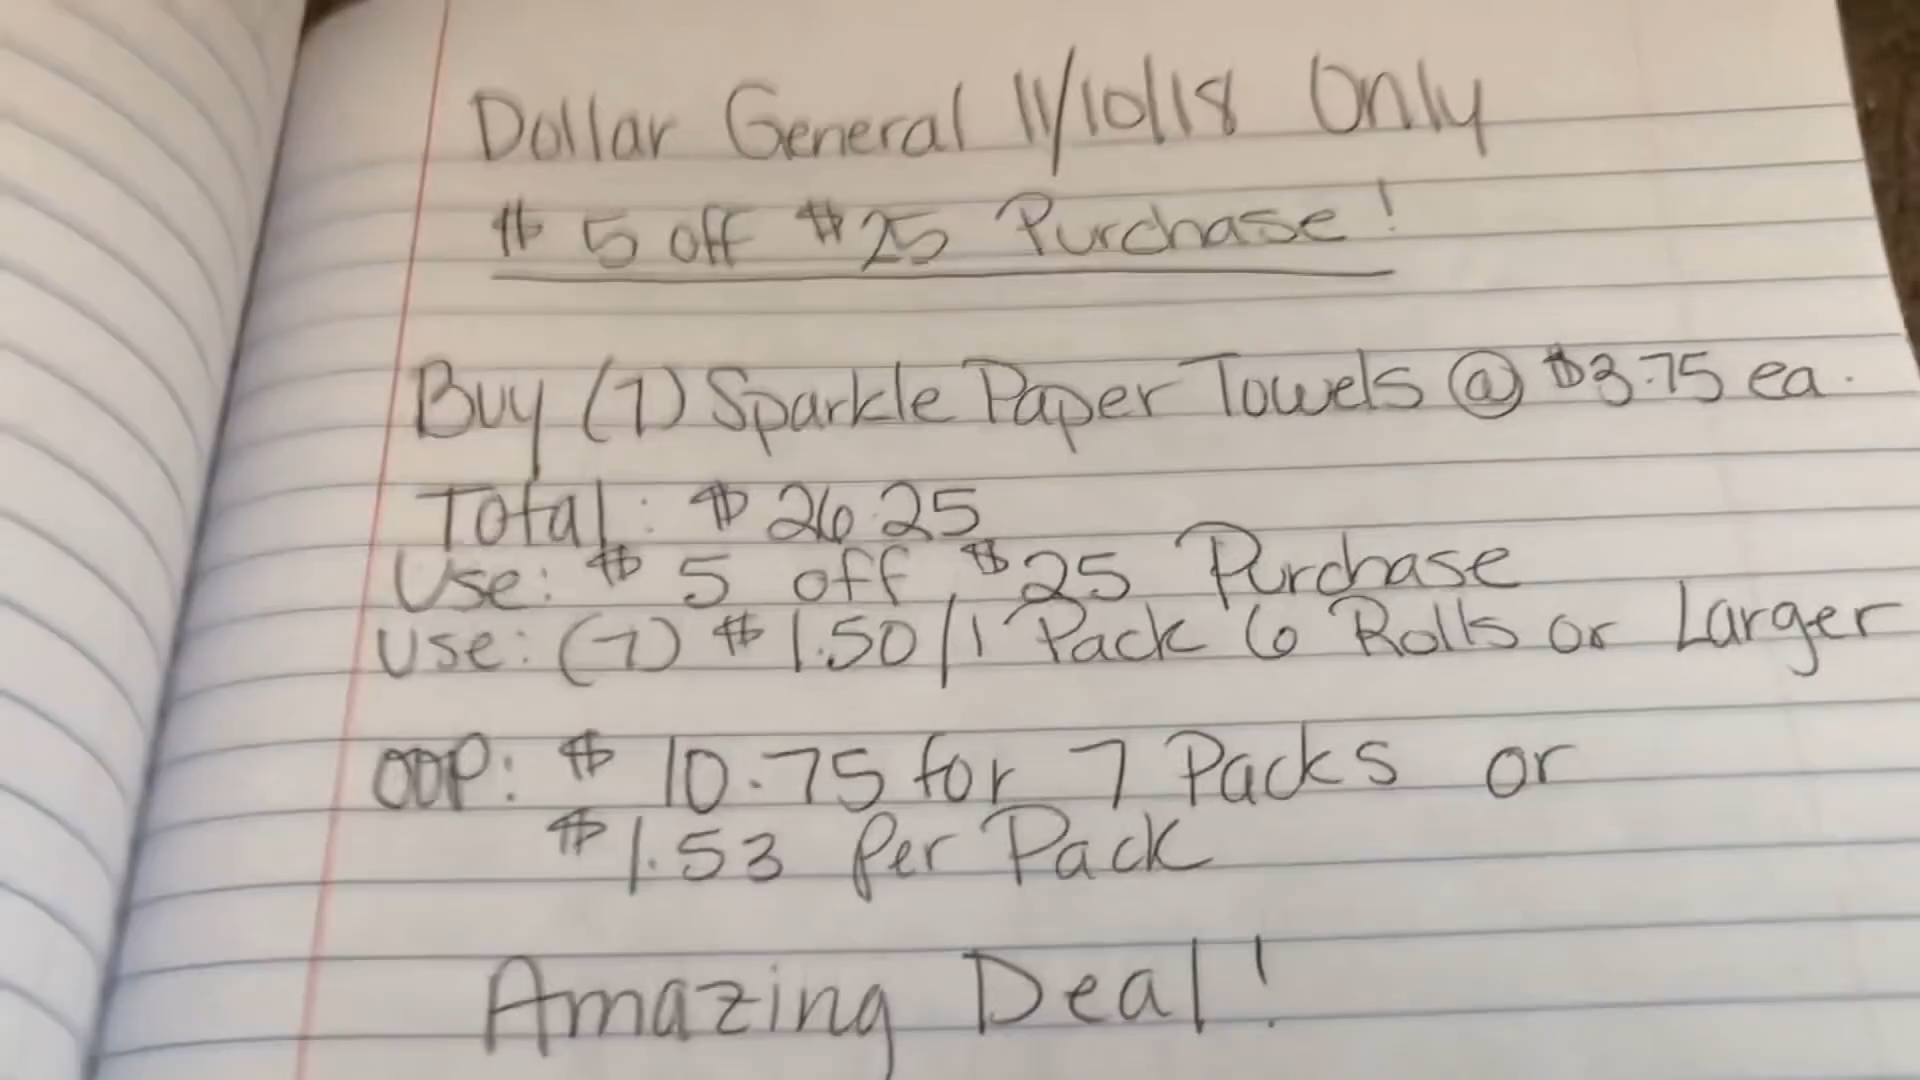 Dollar General 11/10/18 Only
$5 off $25 Purchase!
Buy (7) Sparkle Paper Towels @ $3.75 ea.
Total: $26.25
Use: $5 off $25 Purchase
Use: (7) $1.50/1 Pack 6 Rolls or Larger
OOP: $10.75 for 7 Packs or
$1.53 Per Pack
Amazing Deal!